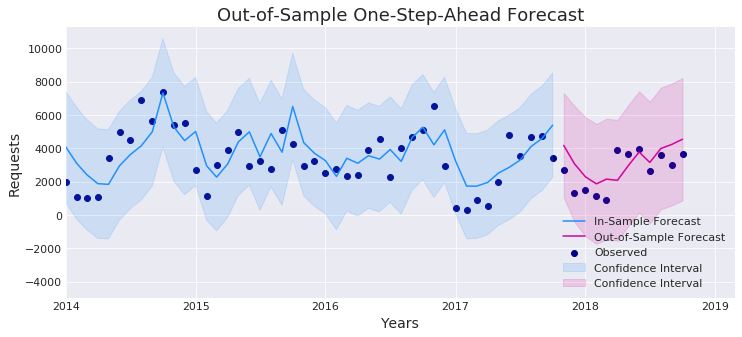 Out-of-Sample One-Step-Ahead Forecast
10000
8000
6000
4000
2000
0
−2000
−4000
Requests
In-Sample Forecast
Out-of-Sample Forecast
Observed
Confidence Interval
Confidence Interval
2014 2015 2016 2017 2018 2019
Years